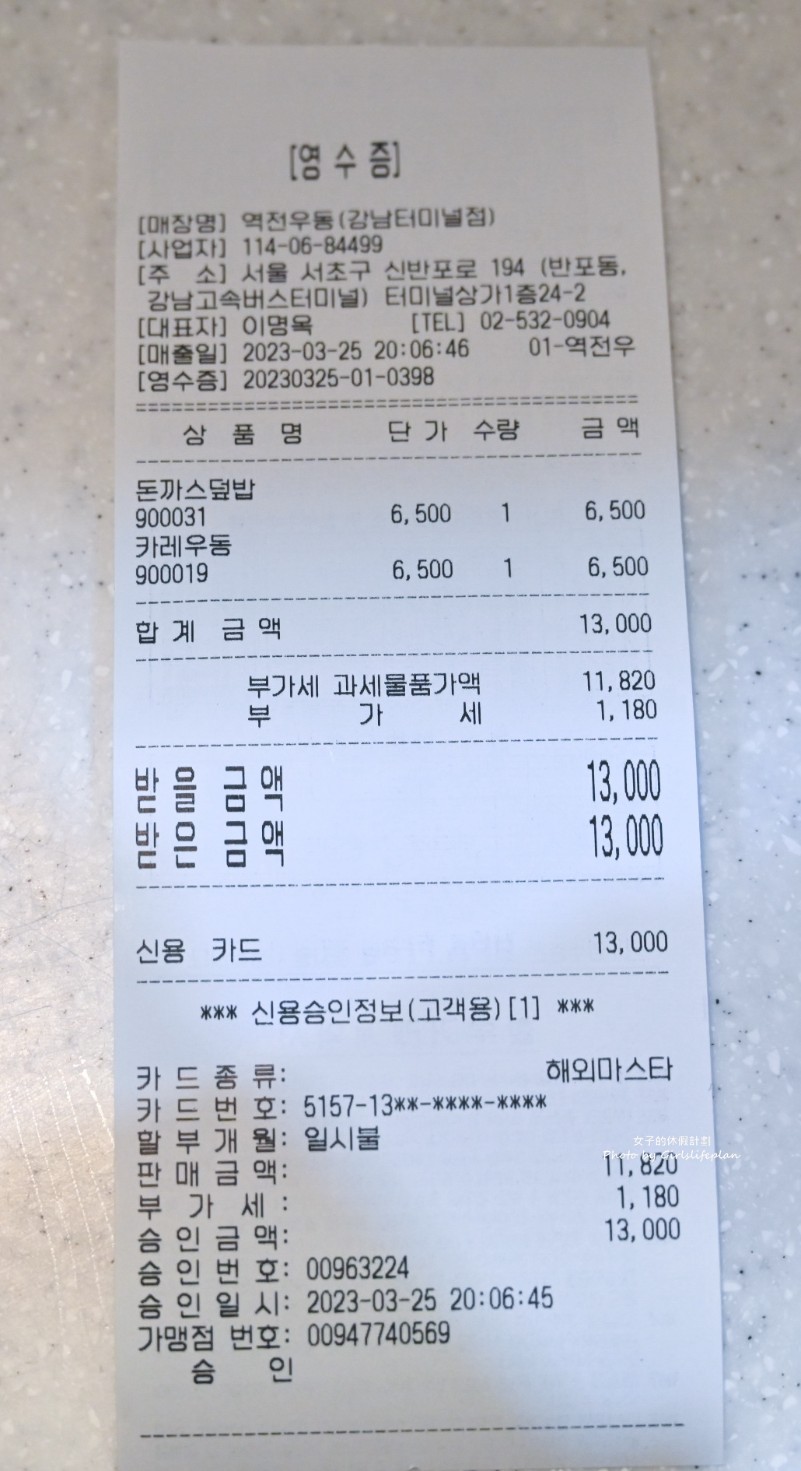 [영 수 증]
[매장명] 역전우동(강남터미널점)
[사업자] 114-06-84499
[주 소] 서울 서초구 신반포로 194 (반포동,
강남고속버스터미널) 터미널상가1층24-2
[대표자] 이명옥 [TEL] 02-532-0904
[매출일] 2023-03-25 20:06:46 01-역전우
[영수증] 20230325-01-0398
상 품 명 단 가 수량 금 액
돈까스덮밥
900031 6,500 1 6,500
카레우동
900019 6,500 1 6,500
합 계 금 액 13,000
부가세 과세물품가액 11,820
부 가 세 1,180
받 을 금 액 13,000
받 은 금 액 13,000
신용 카드 13,000
*** 신용승인정보(고객용)[1] ***
카 드 종 류: 해외마스타
카 드 번 호: 5157-13**-****-****
할 부 개 월: 일시불
女子的休假計劃
Photo by Girlslifeplan
판 매 금 액: 11,820
부 가 세 : 1,180
승 인 금 액: 13,000
승 인 번 호: 00963224
승 인 일 시: 2023-03-25 20:06:45
가맹점 번호: 00947740569
승 인